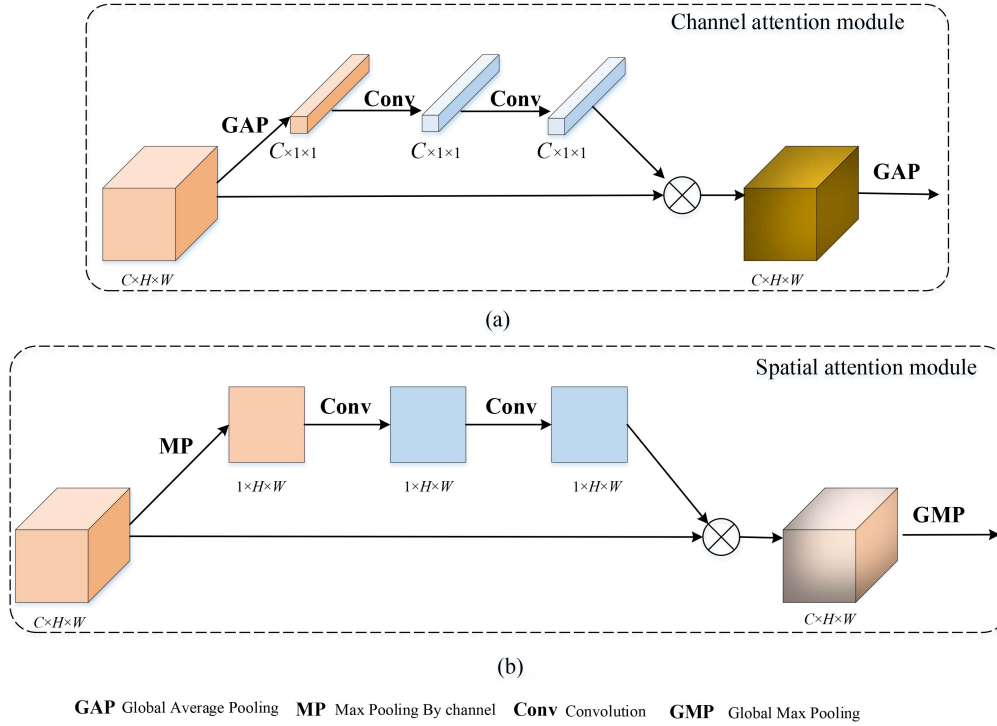 Channel attention module
GAP
Conv
Conv
C×1×1
C×1×1
C×1×1
GAP
C×H×W
C×H×W
(a)
Spatial attention module
MP
Conv
Conv
1×H×W
1×H×W
1×H×W
GMP
C×H×W
C×H×W
(b)
GAP Global Average Pooling MP Max Pooling By channel Conv Convolution GMP Global Max Pooling